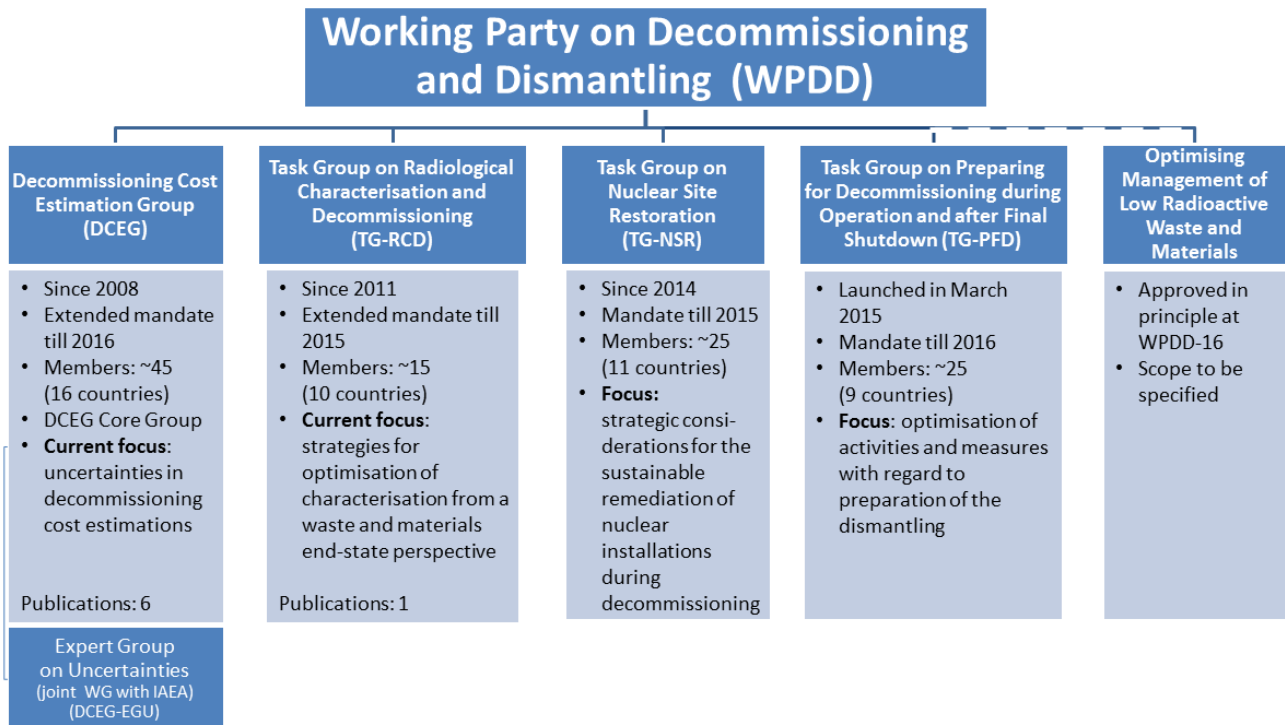 Working Party on Decommissioning
and Dismantling (WPDD)
Decommissioning Cost
Estimation Group
(DCEG)
• Since 2008
• Extended mandate
till 2016
• Members: ~45
(16 countries)
• DCEG Core Group
• Current focus:
uncertainties in
decommissioning
cost estimations
Publications: 6
Expert Group
on Uncertainties
(joint WG with IAEA)
(DCEG-EGU)
Task Group on Radiological
Characterisation and
Decommissioning
(TG-RCD)
• Since 2011
• Extended mandate till
2015
• Members: ~15
(10 countries)
• Current focus:
strategies for
optimisation of
characterisation from a
waste and materials
end-state perspective
Publications: 1
Task Group on
Nuclear Site
Restoration
(TG-NSR)
• Since 2014
• Mandate till 2015
• Members: ~25
(11 countries)
• Focus:
strategic consi-
derations for the
sustainable
remediation of
nuclear
installations
during
decommissioning
Task Group on Preparing
for Decommissioning during
Operation and after Final
Shutdown (TG-PFD)
• Launched in March
2015
• Mandate till 2016
• Members: ~25
(9 countries)
• Focus: optimisation of
activities and measures
with regard to
preparation of the
dismantling
Optimising
Management of
Low Radioactive
Waste and
Materials
• Approved in
principle at
WPDD-16
• Scope to be
specified